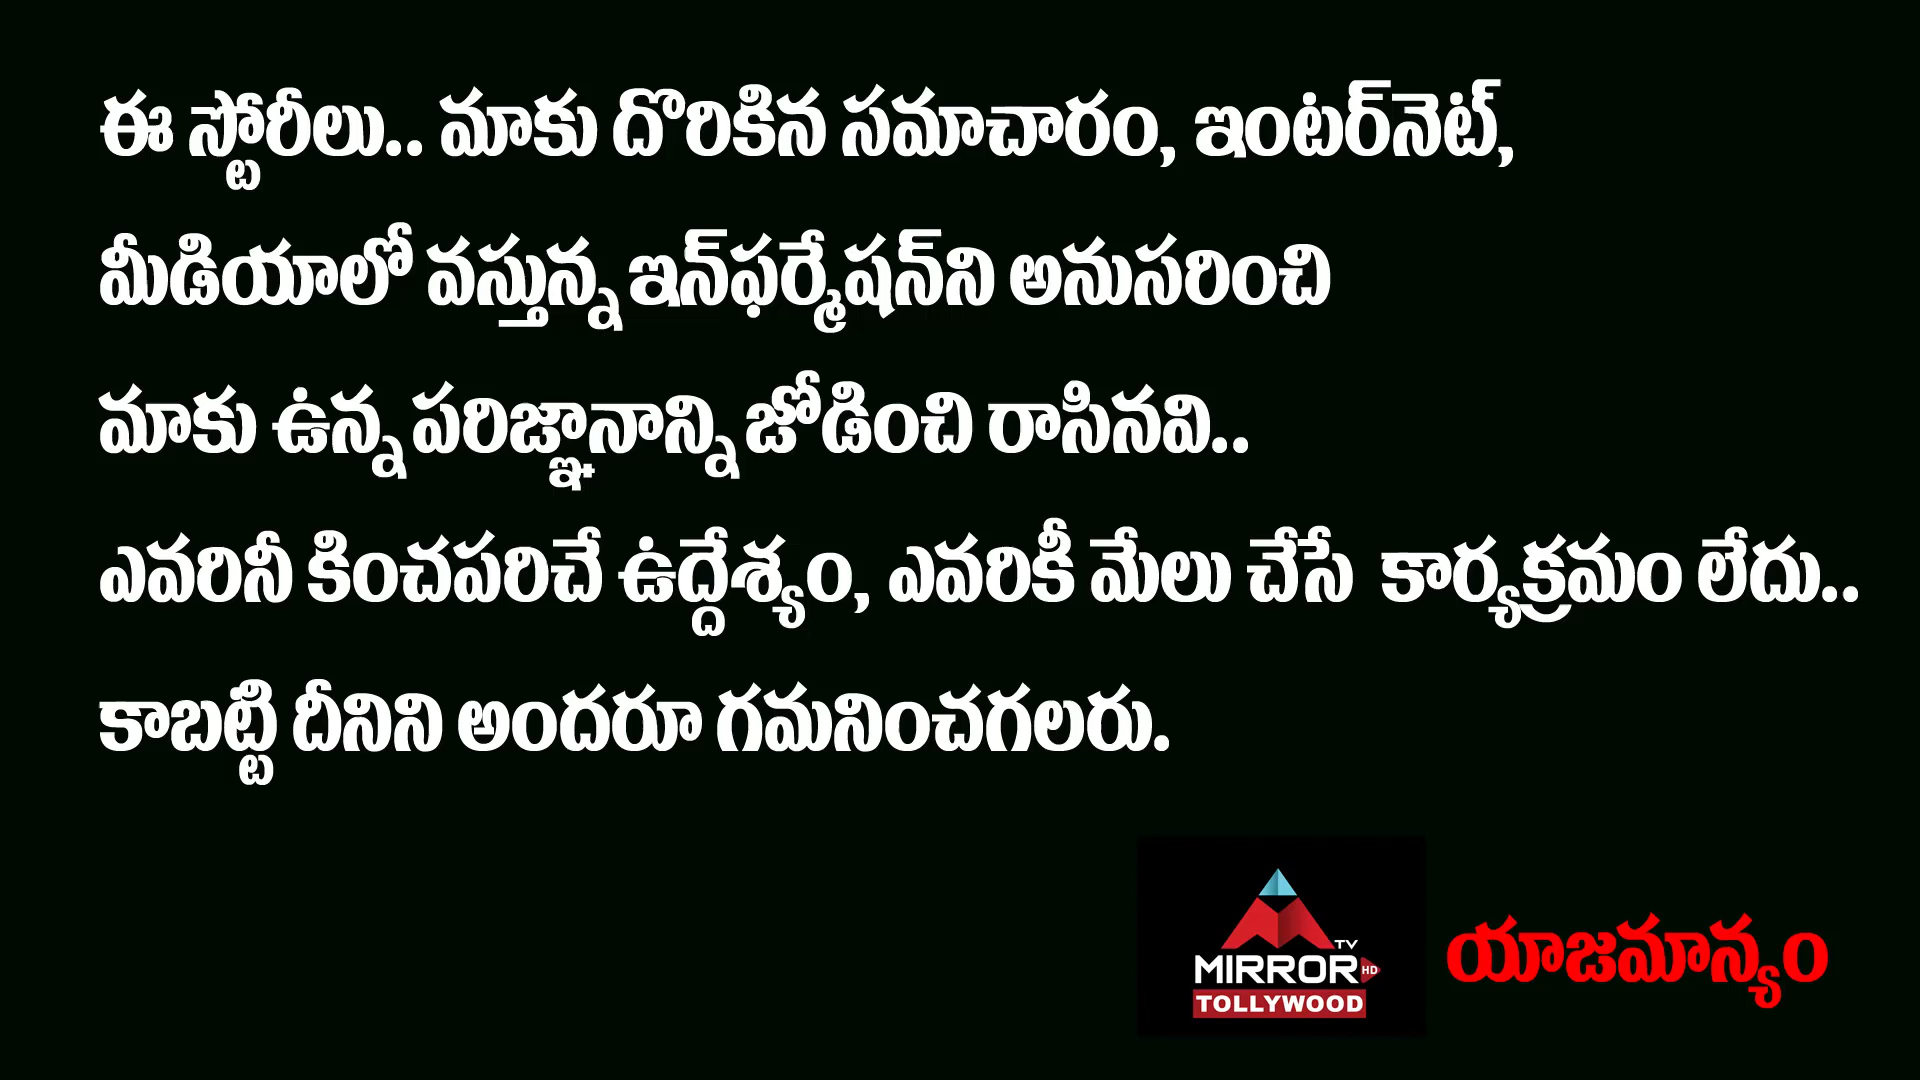 ఈ స్టోరీలు.. మాకు దొరికిన సమాచారం, ఇంటర్‌నెట్,
మీడియాలో వస్తున్న ఇన్‌ఫర్మేషన్‌ని అనుసరించి
మాకు ఉన్న పరిజ్ఞానాన్ని జోడించి రాసినవి..
ఎవరినీ కించపరిచే ఉద్దేశ్యం, ఎవరికీ మేలు చేసే కార్యక్రమం లేదు..
కాబట్టి దీనిని అందరూ గమనించగలరు.
TV
MIRROR HD
TOLLYWOOD
యాజమాన్యం